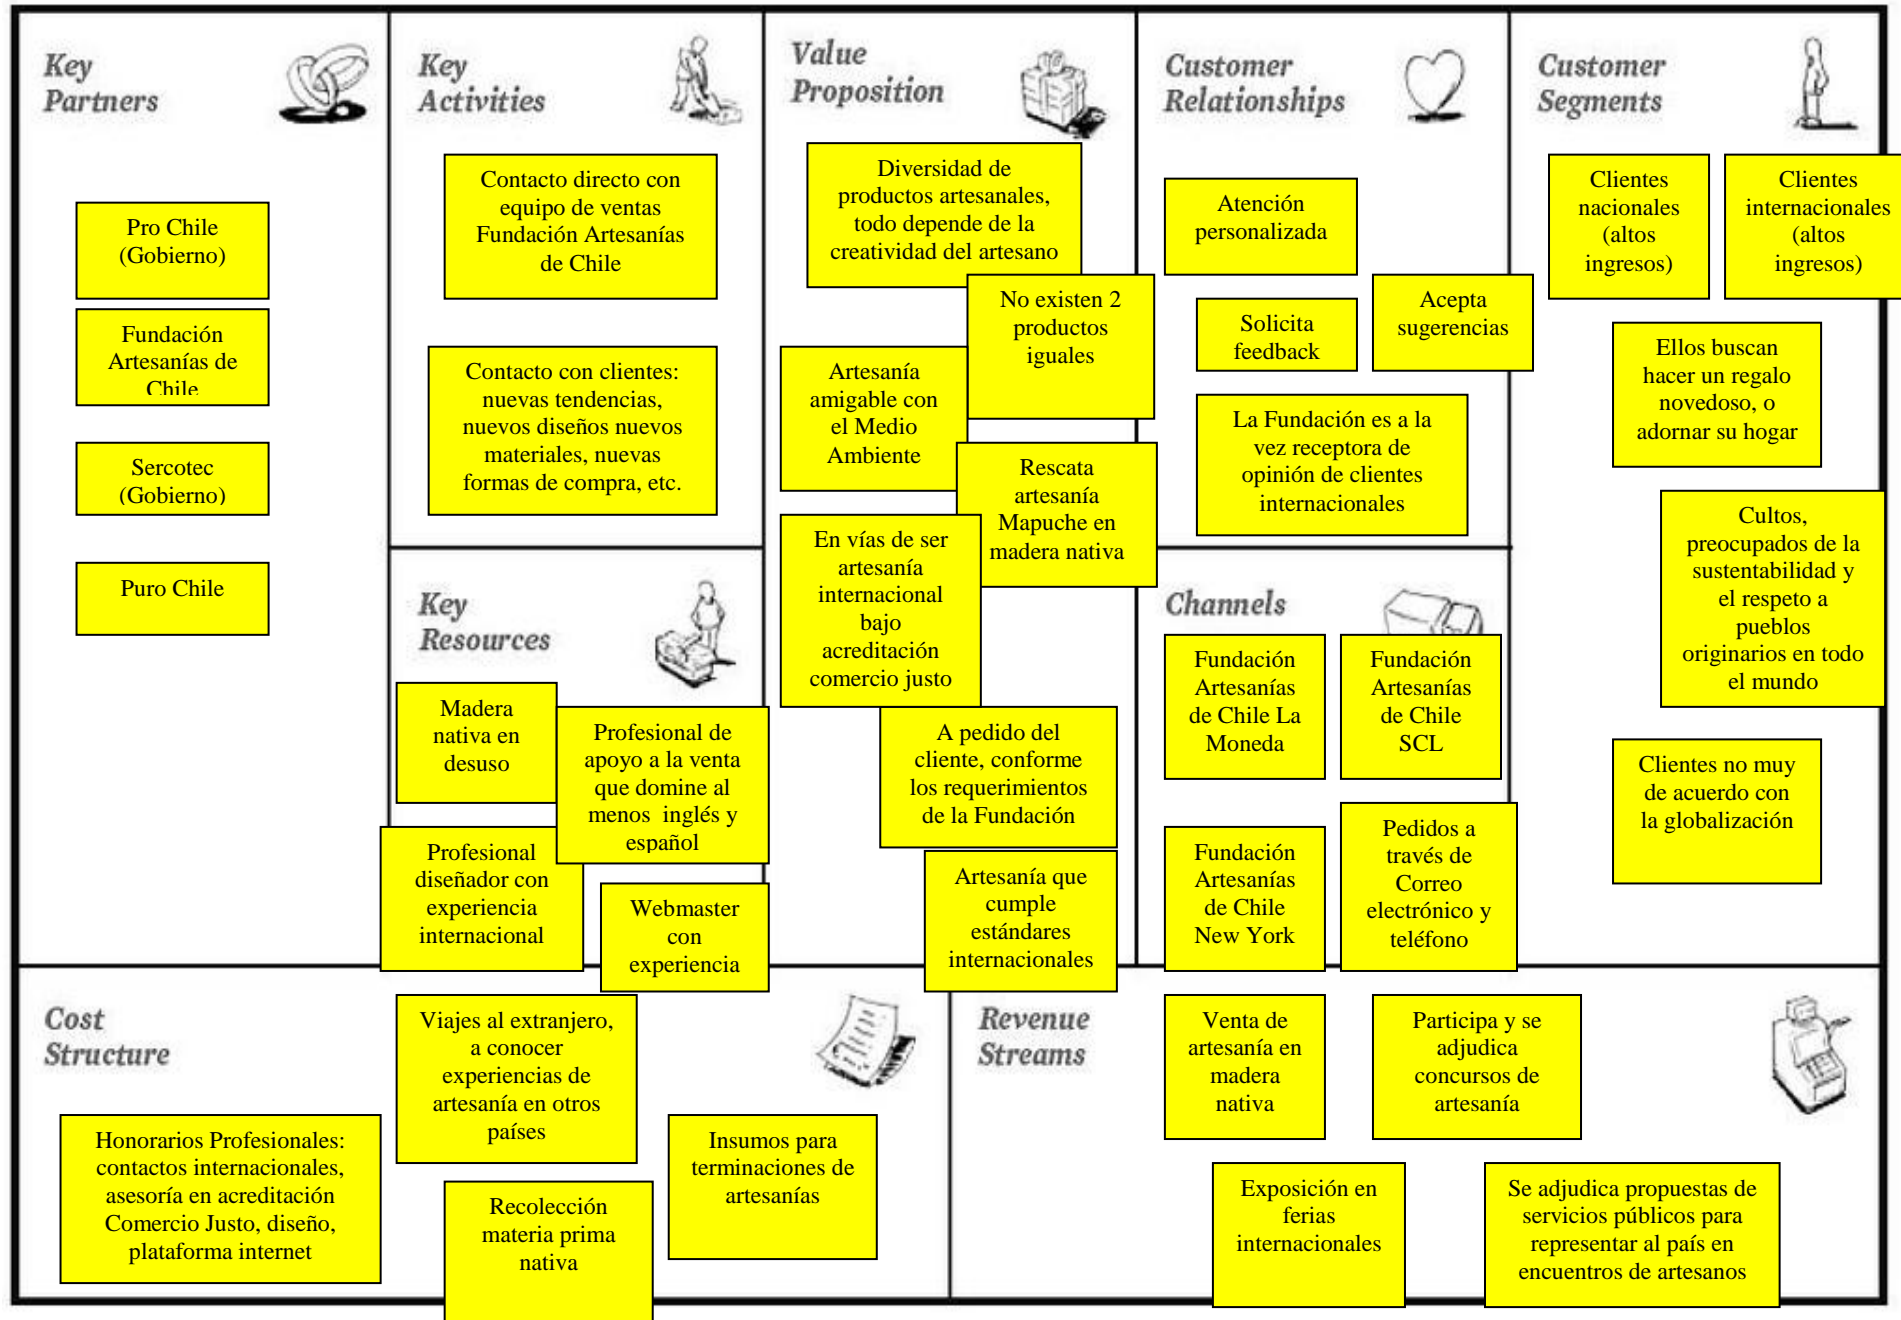 Key
Partners
Pro Chile
(Gobierno)
Fundación
Artesanías de
Chile
Sercotec
(Gobierno)
Puro Chile
Key
Activities
Contacto directo con
equipo de ventas
Fundación Artesanías
de Chile
Contacto con clientes:
nuevas tendencias,
nuevos diseños nuevos
materiales, nuevas
formas de compra, etc.
Key
Resources
Madera
nativa en
desuso
Profesional de
apoyo a la venta
que domine al
menos inglés y
español
Profesional
diseñador con
experiencia
internacional
Webmaster
con
experiencia
Value
Proposition
Diversidad de
productos artesanales,
todo depende de la
creatividad del artesano
No existen 2
productos
iguales
Artesanía
amigable con
el Medio
Ambiente
Rescata
artesanía
Mapuche en
madera nativa
En vías de ser
artesanía
internacional
bajo
acreditación
comercio justo
A pedido del
cliente, conforme
los requerimientos
de la Fundación
Artesanía que
cumple
estándares
internacionales
Customer
Relationships
Atención
personalizada
Solicita
feedback
Acepta
sugerencias
La Fundación es a la
vez receptora de
opinión de clientes
internacionales
Channels
Fundación
Artesanías
de Chile La
Moneda
Fundación
Artesanías
de Chile
SCL
Fundación
Artesanías
de Chile
New York
Pedidos a
través de
Correo
electrónico y
teléfono
Customer
Segments
Clientes
nacionales
(altos
ingresos)
Clientes
internacionales
(altos
ingresos)
Ellos buscan
hacer un regalo
novedoso, o
adornar su hogar
Cultos,
preocupados de la
sustentabilidad y
el respeto a
pueblos
originarios en todo
el mundo
Clientes no muy
de acuerdo con
la globalización
Cost
Structure
Honorarios Profesionales:
contactos internacionales,
asesoría en acreditación
Comercio Justo, diseño,
plataforma internet
Viajes al extranjero,
a conocer
experiencias de
artesanía en otros
países
Recolección
materia prima
nativa
Insumos para
terminaciones de
artesanías
Revenue
Streams
Venta de
artesanía en
madera
nativa
Participa y se
adjudica
concursos de
artesanía
Exposición en
ferias
internacionales
Se adjudica propuestas de
servicios públicos para
representar al país en
encuentros de artesanos